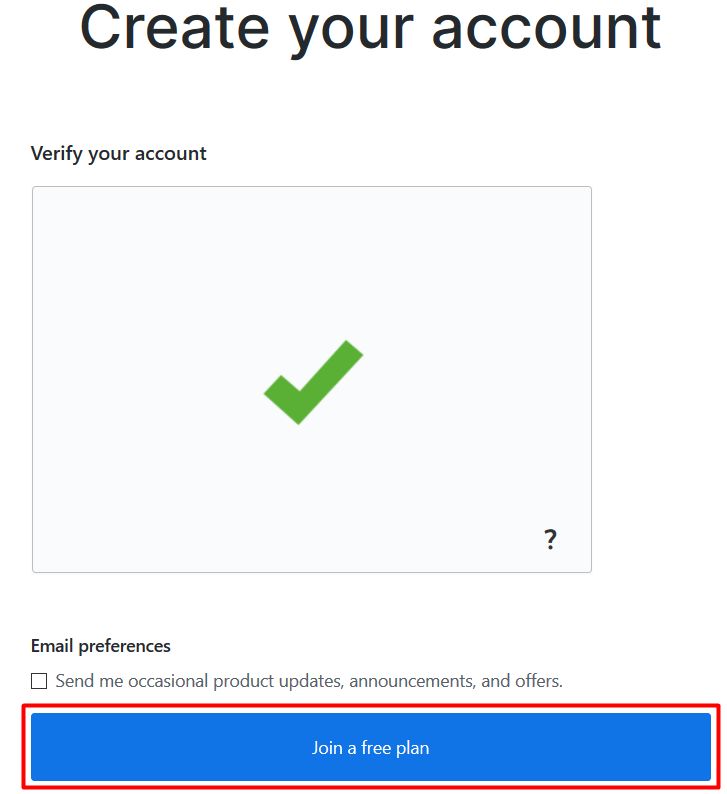 Create your account
Verify your account
?
Email preferences
Send me occasional product updates, announcements, and offers.
Join a free plan